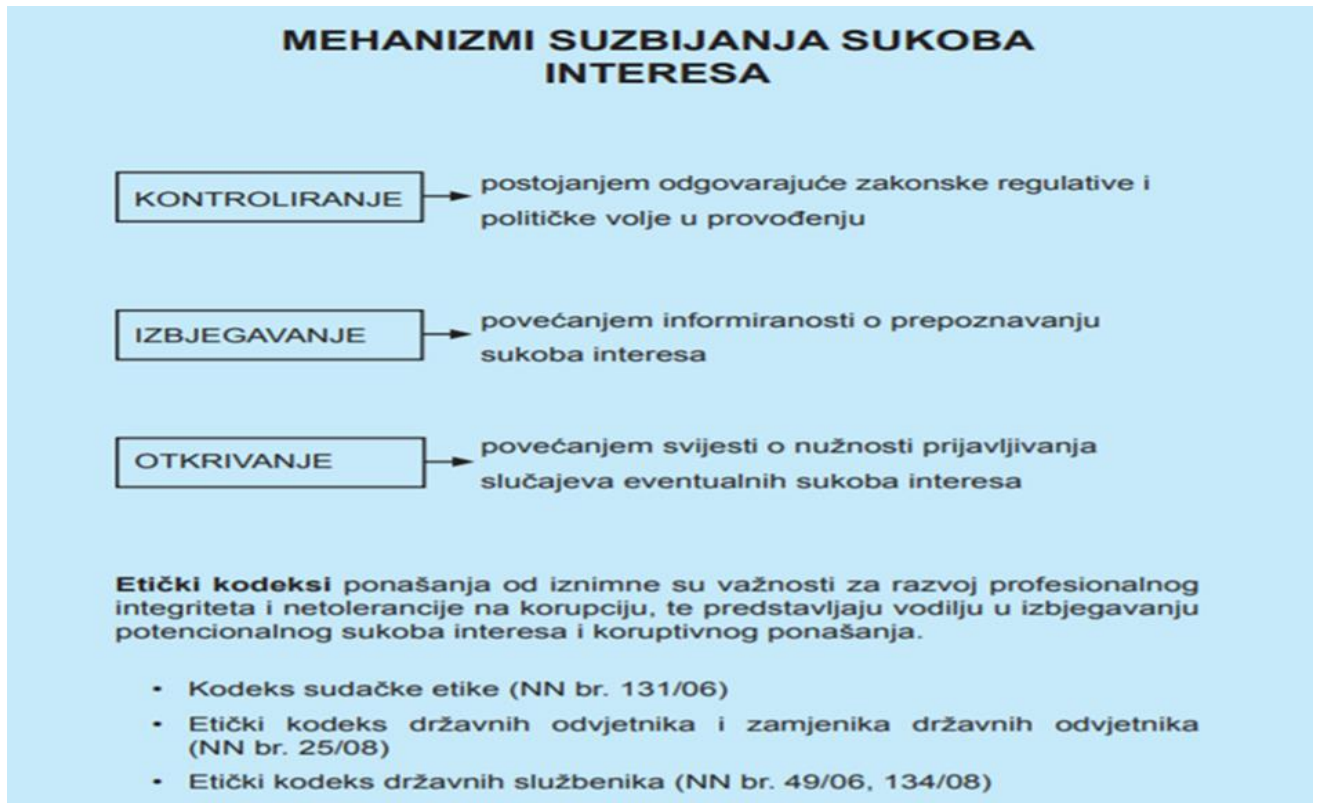 MEHANIZMI SUZBIJANJA SUKOBA
INTERESA
KONTROLIRANJE
postojanjem odgovarajuće zakonske regulative i
političke volje u provođenju
IZBJEGAVANJE
povećanjem informiranosti o prepoznavanju
sukoba interesa
OTKRIVANJE
povećanjem svijesti o nužnosti prijavljivanja
slučajeva eventualnih sukoba interesa
Etički kodeksi ponašanja od iznimne su važnosti za razvoj profesionalnog
integriteta i netolerancije na korupciju, te predstavljaju vodilju u izbjegavanju
potencionalnog sukoba interesa i koruptivnog ponašanja.
• Kodeks sudačke etike (NN br. 131/06)
• Etički kodeks državnih odvjetnika i zamjenika državnih odvjetnika
(NN br. 25/08)
• Etički kodeks državnih službenika (NN br. 49/06, 134/08)